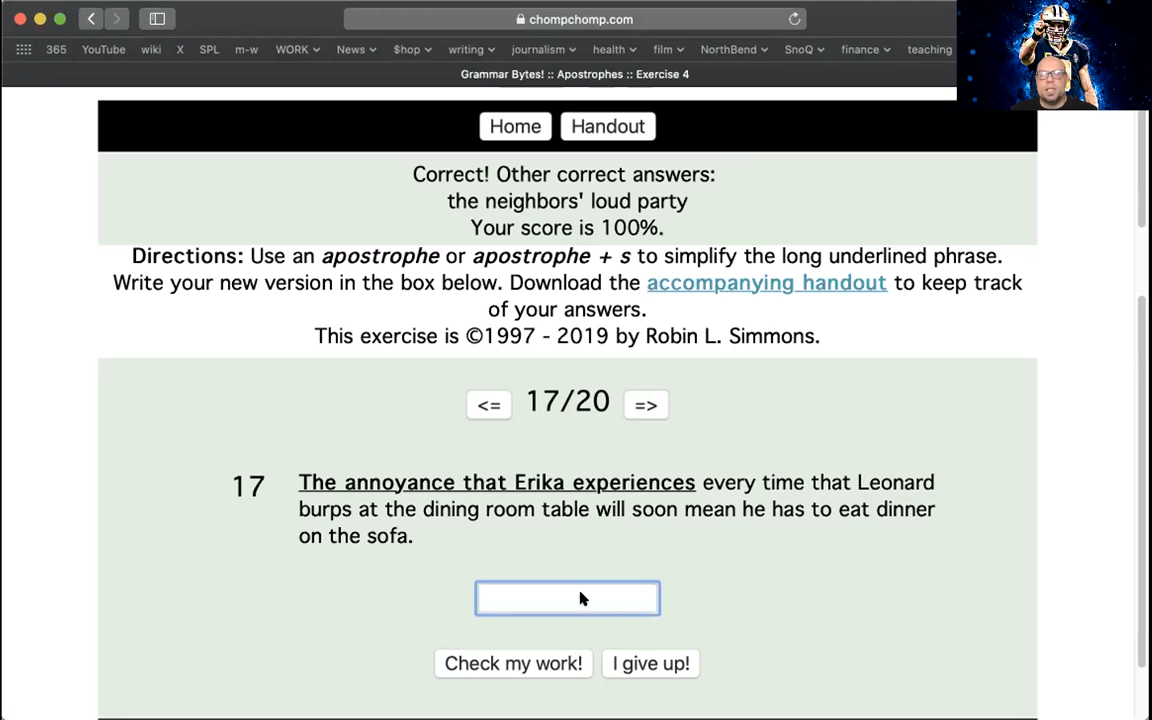 chompchomp.com
365 YouTube wiki X SPL m-w WORK News $hop writing journalism health film NorthBend SnoQ finance teaching
Grammar Bytes! :: Apostrophes :: Exercise 4
Home Handout
Correct! Other correct answers:
the neighbors' loud party
Your score is 100%.
Directions: Use an apostrophe or apostrophe + s to simplify the long underlined phrase.
Write your new version in the box below. Download the accompanying handout to keep track
of your answers.
This exercise is ©1997 - 2019 by Robin L. Simmons.
<= 17/20 =>
17 The annoyance that Erika experiences every time that Leonard
burps at the dining room table will soon mean he has to eat dinner
on the sofa.
Check my work! I give up!